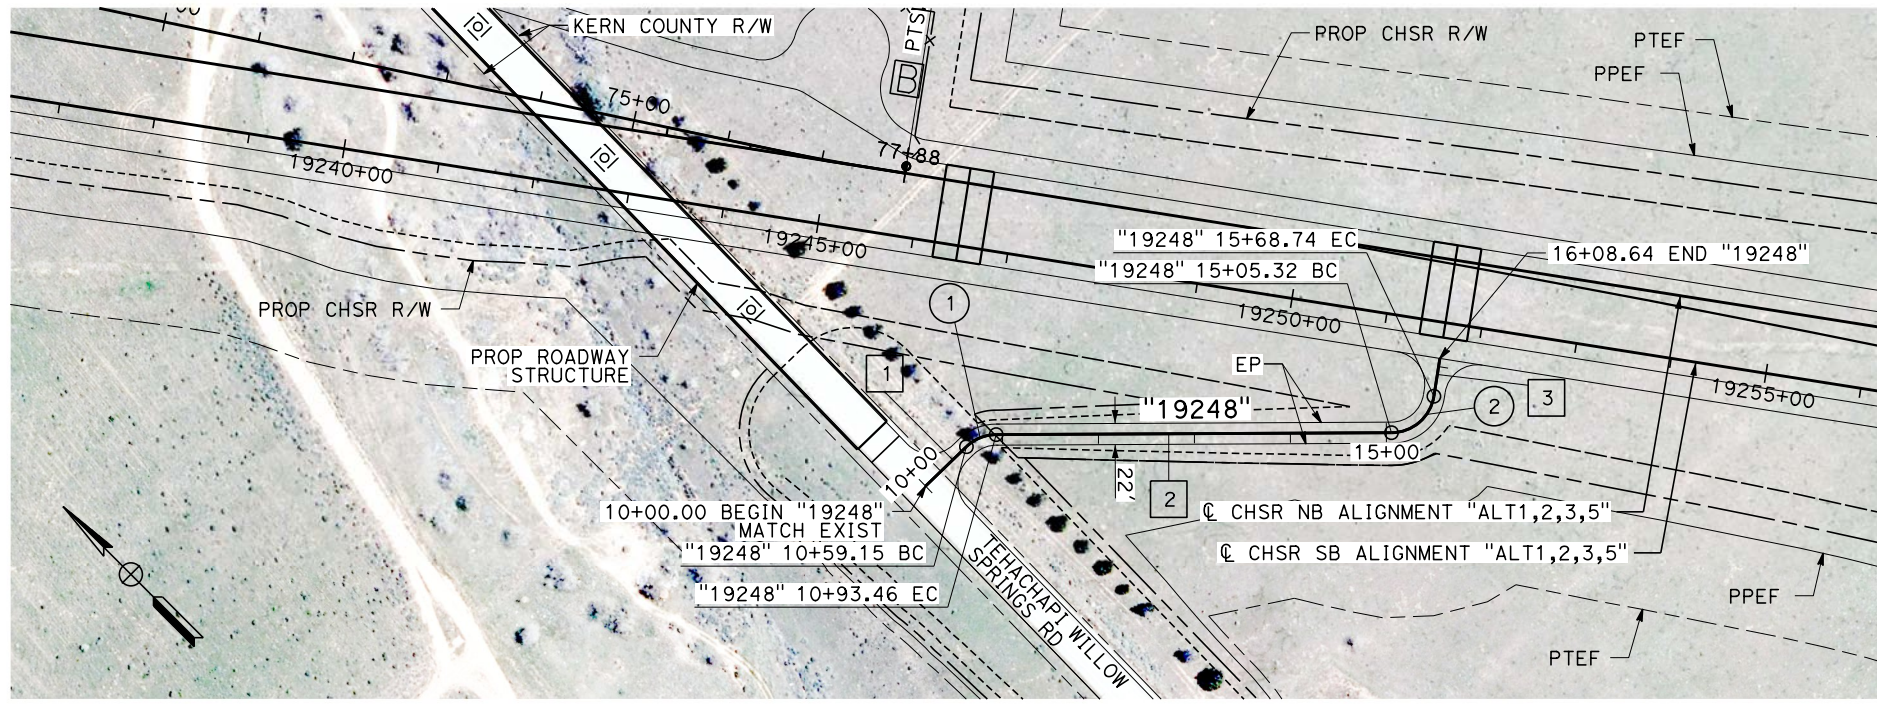 00
KERN COUNTY R/W
PROP CHSR R/W
PTEF
PPEF
B
75+00
77+88
19240+00
19245+00
"19248" 15+68.74 EC
16+08.64 END "19248"
"19248" 15+05.32 BC
1
PROP CHSR R/W
19250+00
PROP ROADWAY
STRUCTURE
1
EP
19255+00
"19248"
2
3
15+00
10+00
22'
2
10+00.00 BEGIN "19248"
MATCH EXIST
℄ CHSR NB ALIGNMENT "ALT1,2,3,5"
"19248" 10+59.15 BC
℄ CHSR SB ALIGNMENT "ALT1,2,3,5"
"19248" 10+93.46 EC
TEHACHAPI WILLOW
SPRINGS RD
PPEF
PTEF